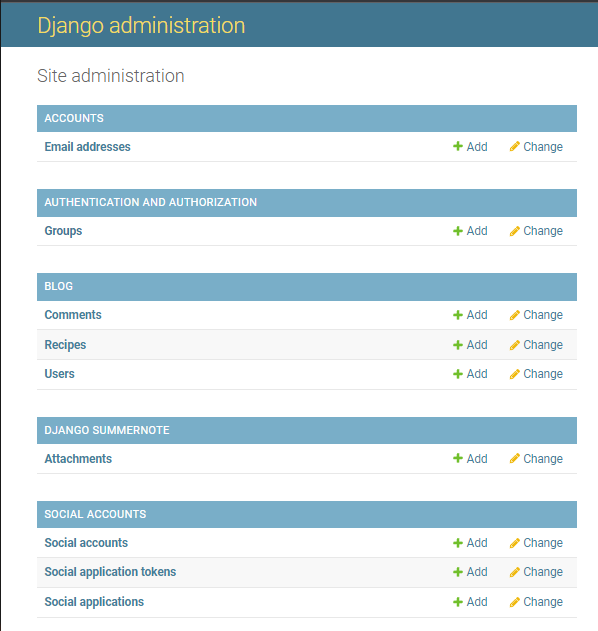 Django administration
Site administration
ACCOUNTS
Email addresses Add Change
AUTHENTICATION AND AUTHORIZATION
Groups Add Change
BLOG
Comments Add Change
Recipes Add Change
Users Add Change
DJANGO SUMMERNOTE
Attachments Add Change
SOCIAL ACCOUNTS
Social accounts Add Change
Social application tokens Add Change
Social applications Add Change